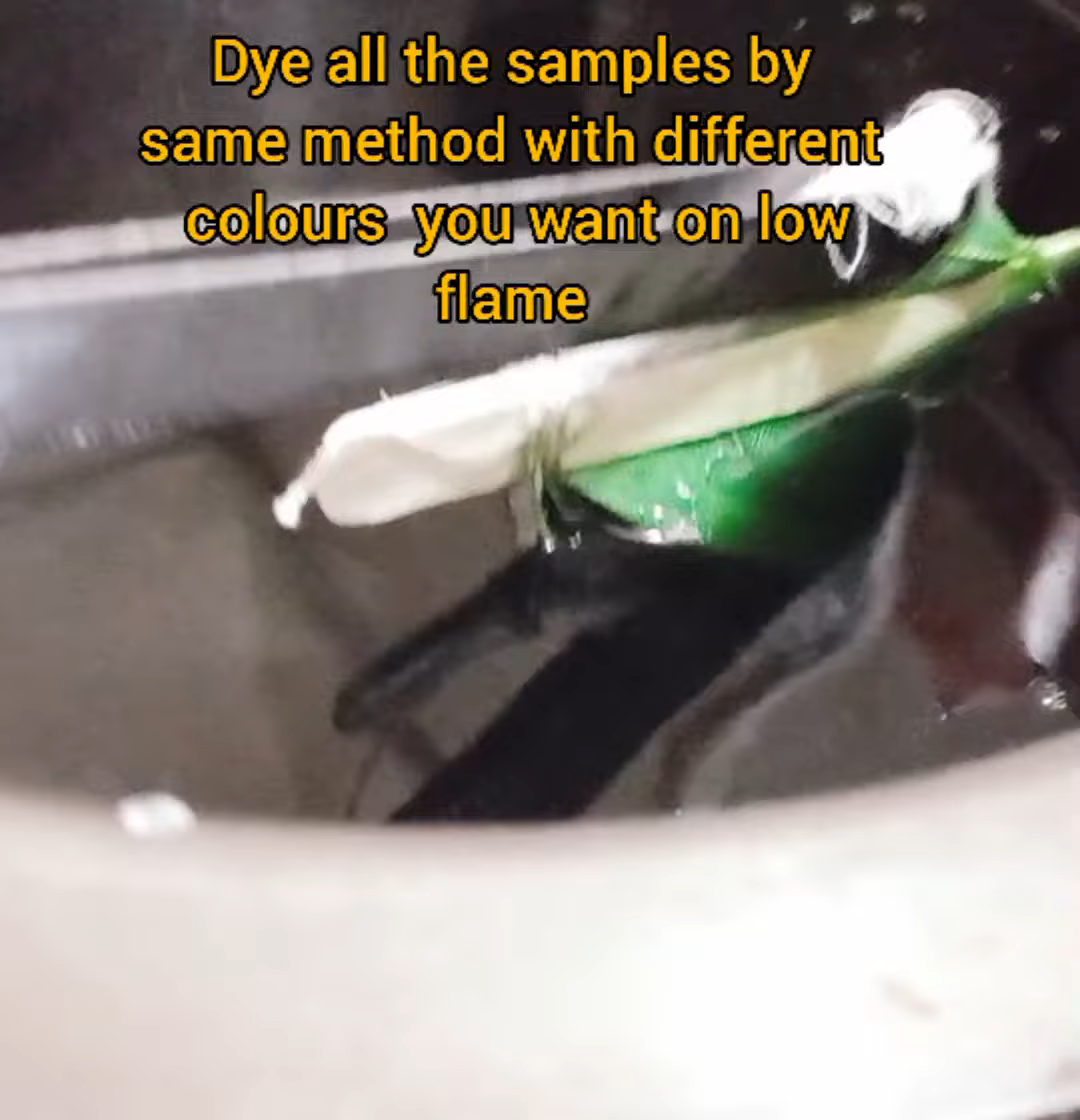 Dye all the samples by
same method with different
colours  you want on low
flame